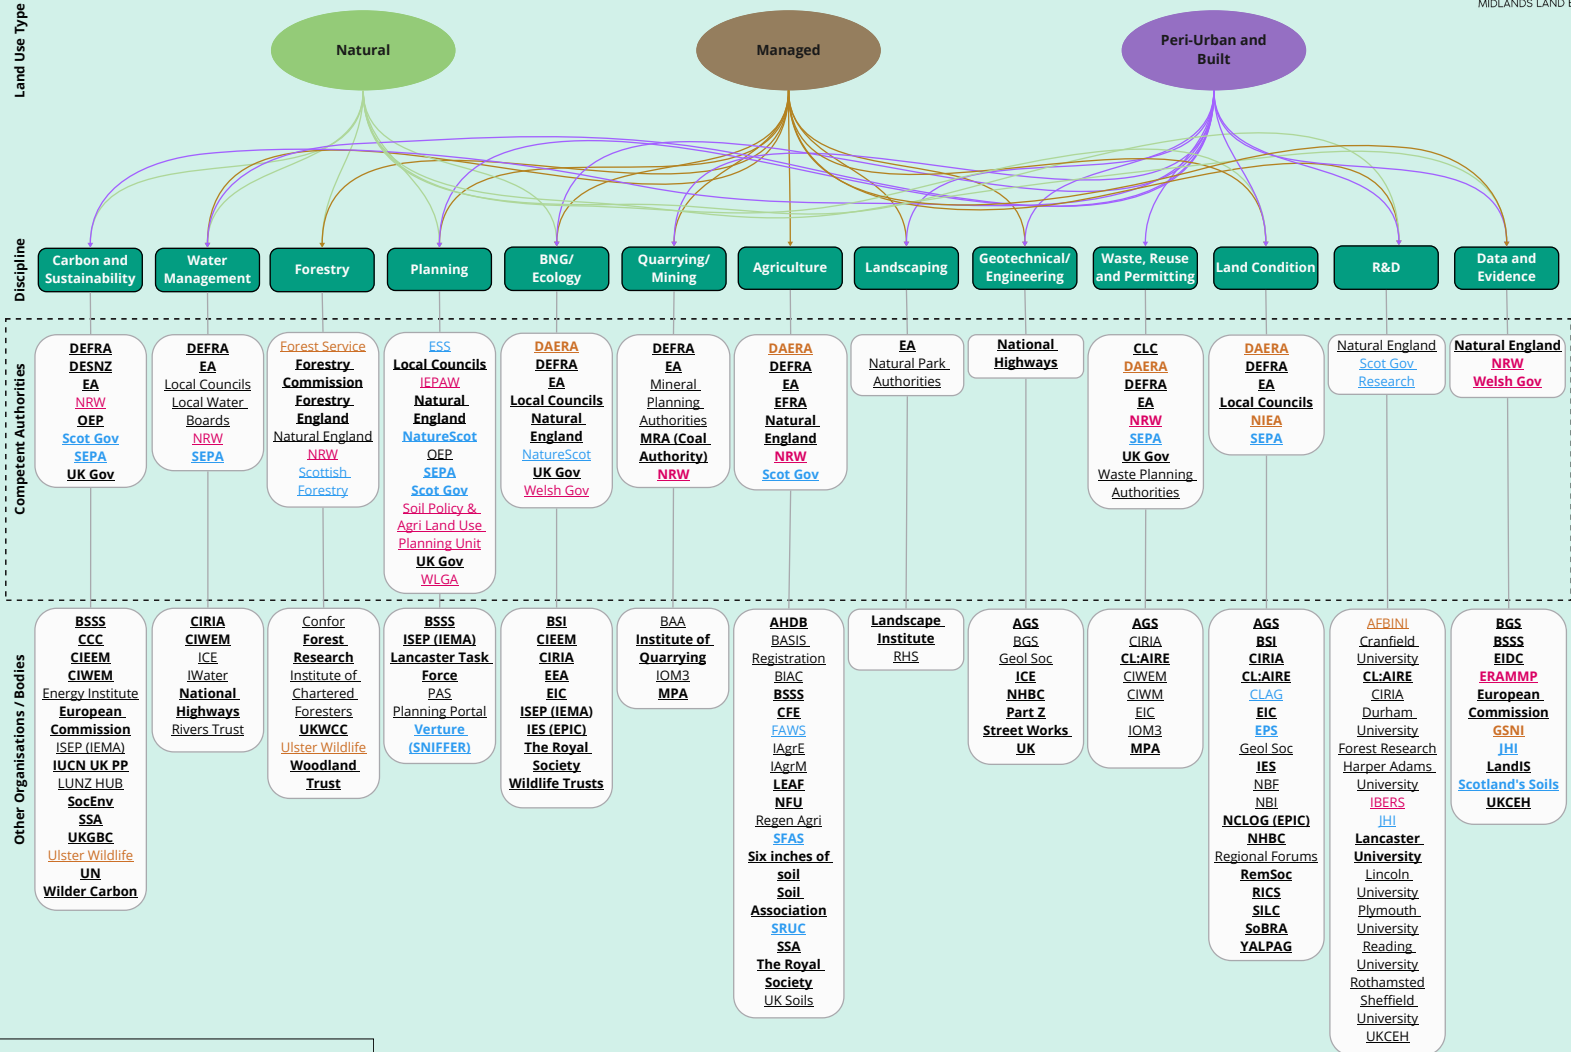 MIDLANDS LAND
Land Use Type
Natural
Managed
Peri-Urban and
Built
Discipline
Carbon and
Sustainability
Water
Management
Forestry
Planning
BNG/
Ecology
Quarrying/
Mining
Agriculture
Landscaping
Geotechnical/
Engineering
Waste, Reuse
and Permitting
Land Condition
R&D
Data and
Evidence
Competent Authorities
DEFRA
DESNZ
EA
NRW
OEP
Scot Gov
SEPA
UK Gov
DEFRA
EA
Local Councils
Local Water
Boards
NRW
SEPA
Forest Service
Forestry
Commission
Forestry
England
Natural England
NRW
Scottish
Forestry
ESS
Local Councils
IEPAW
Natural
England
NatureScot
OEP
SEPA
Scot Gov
Soil Policy &
Agri Land Use
Planning Unit
UK Gov
WLGA
DAERA
DEFRA
EA
Local Councils
Natural
England
NatureScot
UK Gov
Welsh Gov
DEFRA
EA
Mineral
Planning
Authorities
MRA (Coal
Authority)
NRW
DAERA
DEFRA
EA
EFRA
Natural
England
NRW
Scot Gov
EA
Natural Park
Authorities
National
Highways
CLC
DAERA
DEFRA
EA
NRW
SEPA
UK Gov
Waste Planning
Authorities
DAERA
DEFRA
EA
Local Councils
NIEA
SEPA
Natural England
Scot Gov
Research
Natural England
NRW
Welsh Gov
Other Organisations / Bodies
BSSS
CCC
CIEEM
CIWEM
Energy Institute
European
Commission
ISEP (IEMA)
IUCN UK PP
LUNZ HUB
SocEnv
SSA
UKGBC
Ulster Wildlife
UN
Wilder Carbon
CIRIA
CIWEM
ICE
IWater
National
Highways
Rivers Trust
Confor
Forest
Research
Institute of
Chartered
Foresters
UKWCC
Ulster Wildlife
Woodland
Trust
BSSS
ISEP (IEMA)
Lancaster Task
Force
PAS
Planning Portal
Verture
(SNIFFER)
BSI
CIEEM
CIRIA
EEA
EIC
ISEP (IEMA)
IES (EPIC)
The Royal
Society
Wildlife Trusts
BAA
Institute of
Quarrying
IOM3
MPA
AHDB
BASIS
Registration
BIAC
BSSS
CFE
FAWS
IAgrE
IAgrM
LEAF
NFU
Regen Agri
SFAS
Six inches of
soil
Soil
Association
SRUC
SSA
The Royal
Society
UK Soils
Landscape
Institute
RHS
AGS
BGS
Geol Soc
ICE
NHBC
Part Z
Street Works
UK
AGS
CIRIA
CL:AIRE
CIWEM
CIWM
EIC
IOM3
MPA
AGS
BSI
CIRIA
CL:AIRE
CLAG
EIC
EPS
Geol Soc
IES
NBF
NBI
NCLOG (EPIC)
NHBC
Regional Forums
RemSoc
RICS
SILC
SoBRA
YALPAG
AFBINI
Cranfield
University
CL:AIRE
CIRIA
Durham
University
Forest Research
Harper Adams
University
IBERS
JHI
Lancaster
University
Lincoln
University
Plymouth
University
Reading
University
Rothamsted
Sheffield
University
UKCEH
BGS
BSSS
EIDC
ERAMMP
European
Commission
GSNI
JHI
LandIS
Scotland's Soils
UKCEH